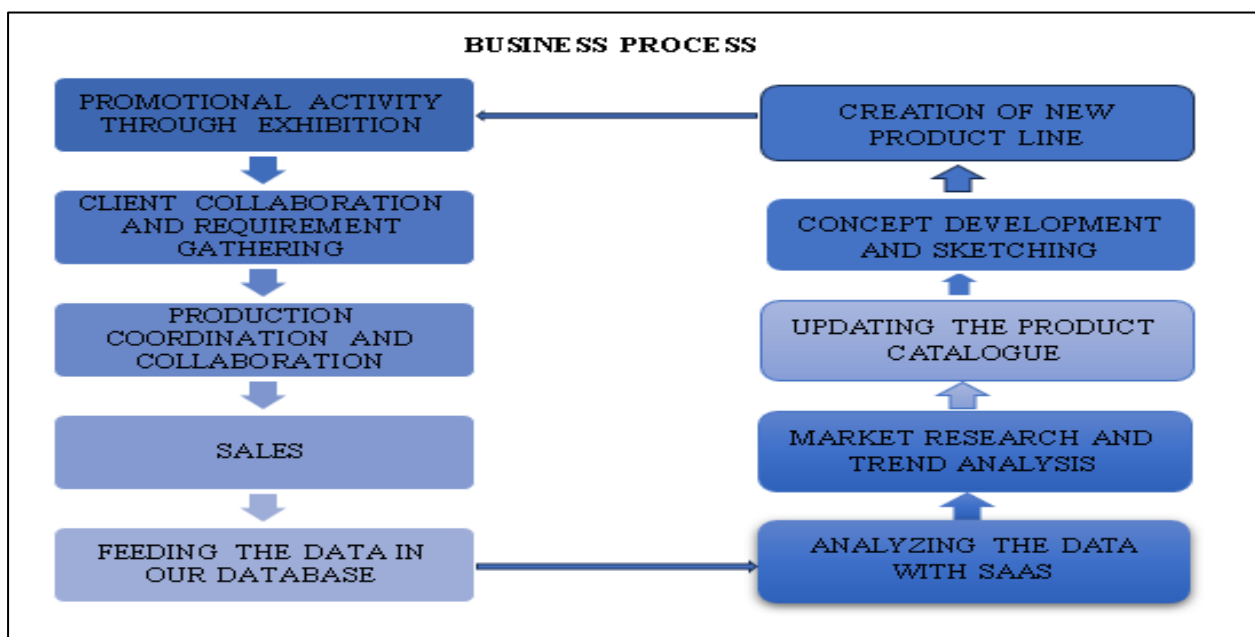 BUSINESS PROCESS
PROMOTIONAL ACTIVITY
THROUGH EXHIBITION
CLIENT COLLABORATION
AND REQUIREMENT
GATHERING
PRODUCTION
COORDINATION AND
COLLABORATION
SALES
FEEDING THE DATA IN
OUR DATABASE
ANALYZING THE DATA
WITH SAAS
MARKET RESEARCH AND
TREND ANALYSIS
UPDATING THE PRODUCT
CATALOGUE
CONCEPT DEVELOPMENT
AND SKETCHING
CREATION OF NEW
PRODUCT LINE